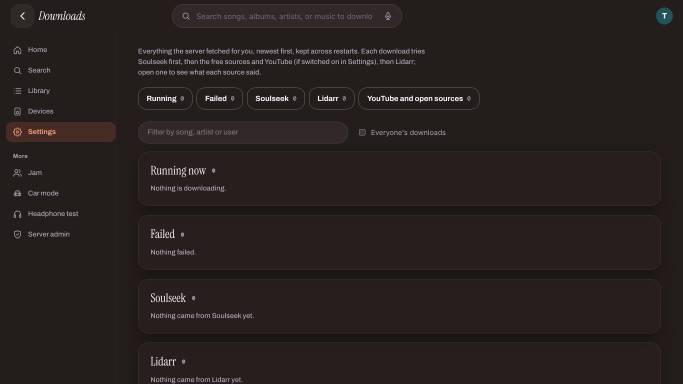 Downloads
Search songs, albums, artists, or music to downlo
T
Home
Search
Library
Devices
Settings
More
Jam
Car mode
Headphone test
Server admin
Everything the server fetched for you, newest first, kept across restarts. Each download tries
Soulseek first, then the free sources and YouTube (if switched on in Settings), then Lidarr;
open one to see what each source said.
Running 0
Failed 0
Soulseek 0
Lidarr 0
YouTube and open sources 0
Filter by song, artist or user
Everyone's downloads
Running now 0
Nothing is downloading.
Failed 0
Nothing failed.
Soulseek 0
Nothing came from Soulseek yet.
Lidarr 0
Nothing came from Lidarr yet.